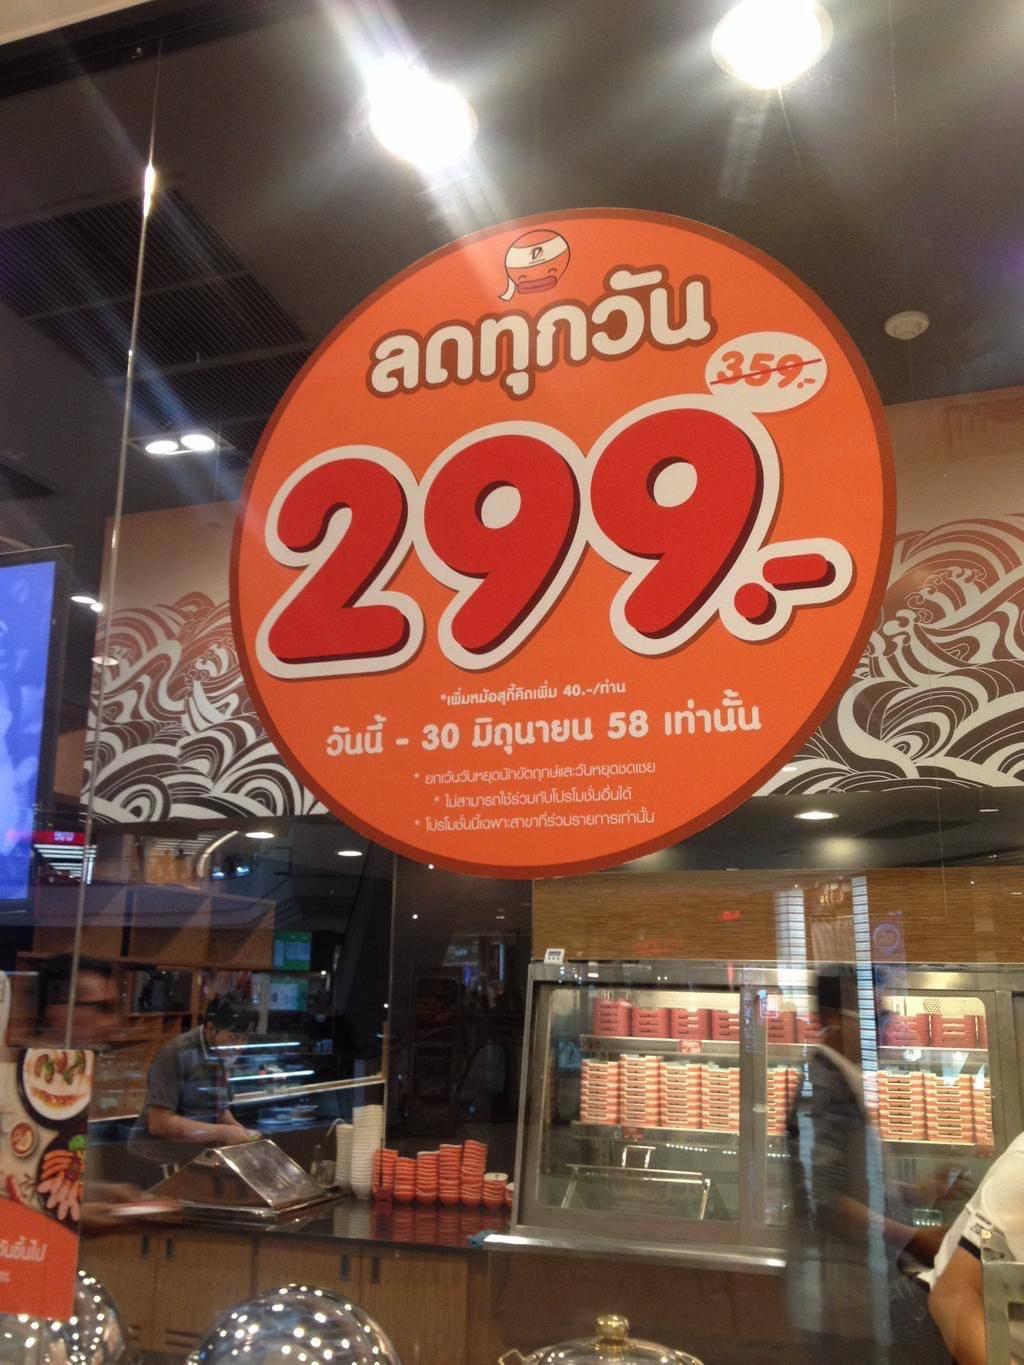 ลดทุกวัน
359.-
299.-
*เพิ่มหม้อสุกี้คิดเพิ่ม 40.-/ท่าน
วันนี้ - 30 มิถุนายน 58 เท่านั้น
* ยกเว้นวันหยุดนักขัตฤกษ์และวันหยุดชดเชย
* ไม่สามารถใช้ร่วมกับโปรโมชั่นอื่นได้
* โปรโมชั่นนี้เฉพาะสาขาที่ร่วมรายการเท่านั้น